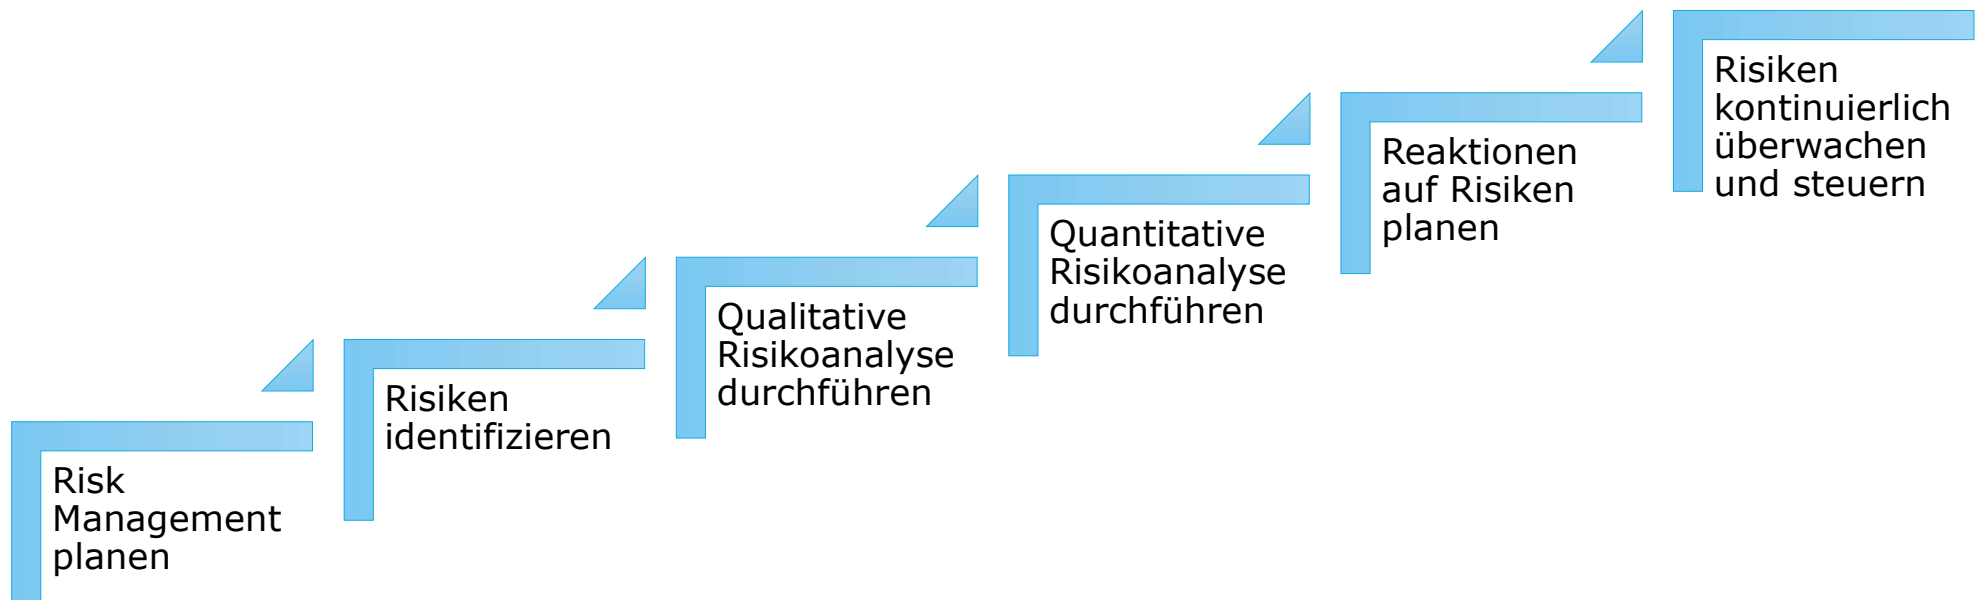 Risk
Management
planen
Risiken
identifizieren
Qualitative
Risikoanalyse
durchführen
Quantitative
Risikoanalyse
durchführen
Reaktionen
auf Risiken
planen
Risiken
kontinuierlich
überwachen
und steuern